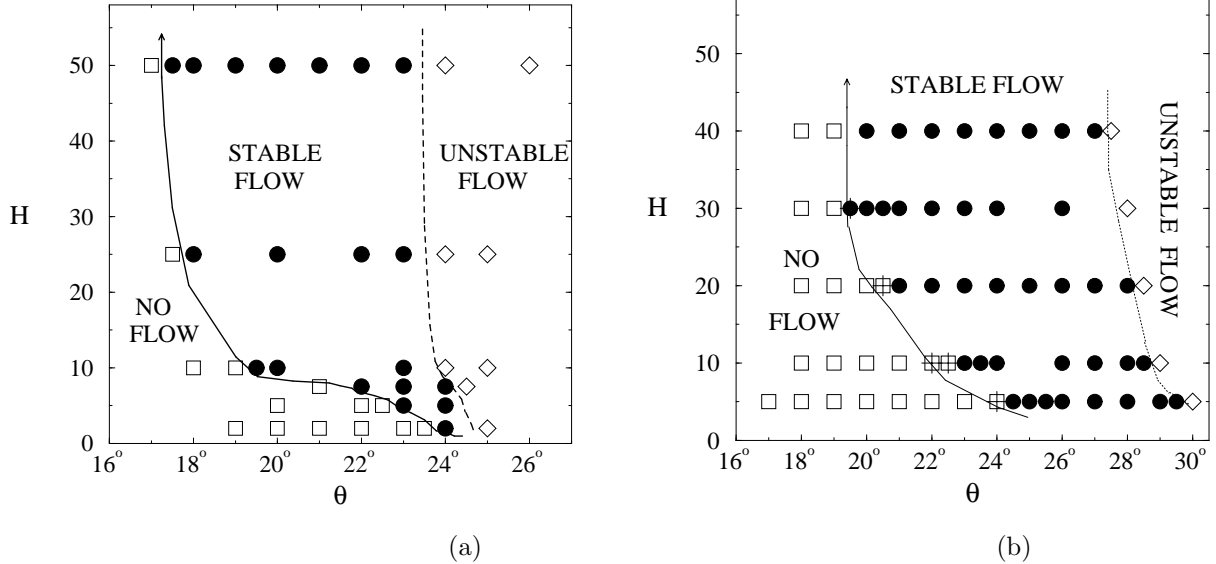 50
40
30
20
10
0
H
STABLE
FLOW
UNSTABLE
FLOW
NO
FLOW
16° 18° 20° 22° 24° 26°
θ
(a)
50
40
30
20
10
0
H
STABLE FLOW
UNSTABLE FLOW
NO
FLOW
16° 18° 20° 22° 24° 26° 28° 30°
θ
(b)